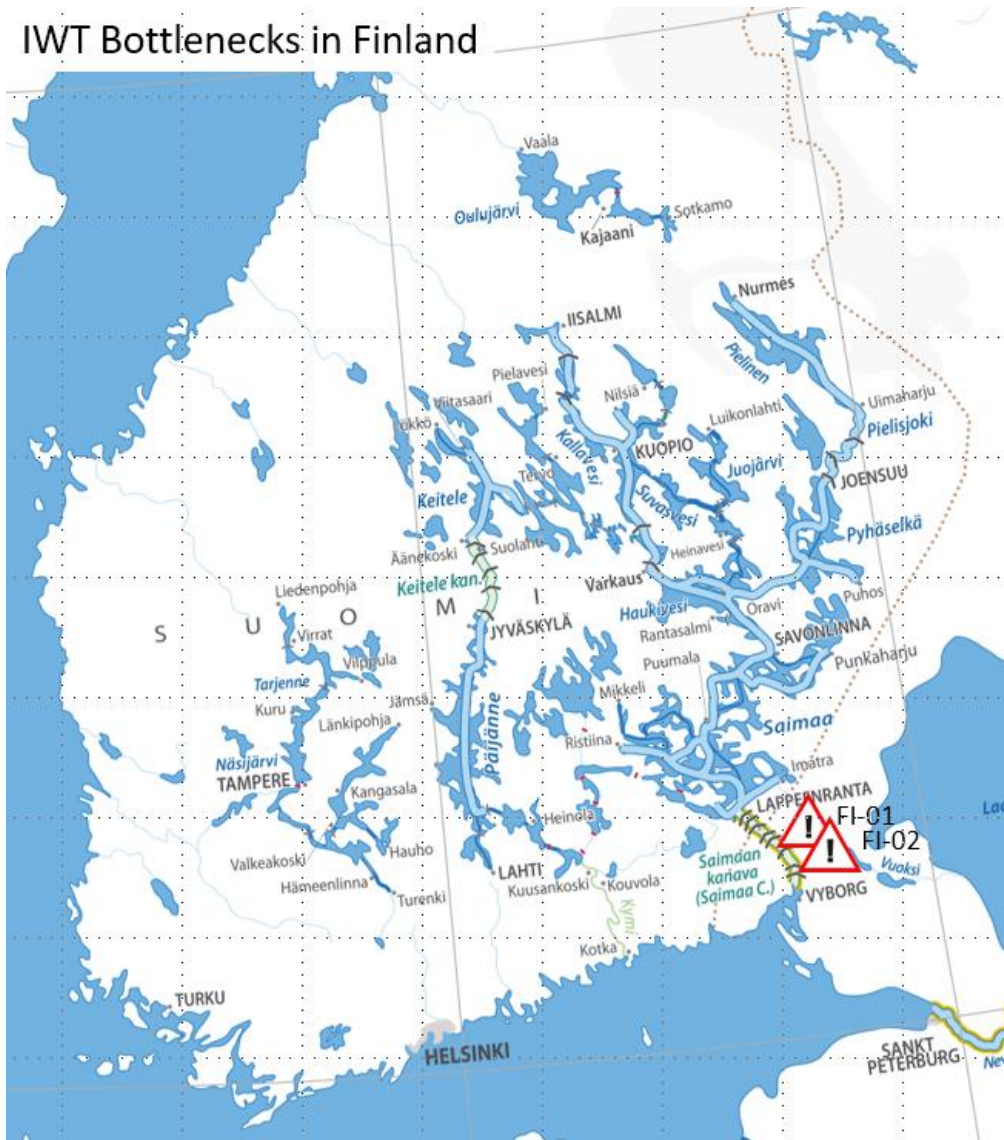 IWT Bottlenecks in Finland
Vaala
Oulujärvi
Sotkamo
Kajaani
Nurmes
IISALMI
Pielinen
Pielavesi
Nilsiä
Viitasaari
Uimaharju
Luikonlahti
Pielisjoki
Kallavesi
KUOPIO
Juojärvi
JOENSUU
Keitele
Suvasvesi
Pyhäselkä
Äänekoski
Suolahti
Heinävesi
Keitele kan.
Varkaus
Liedenpohja
Haukivesi
Oravi
Puhos
S U O M I
JYVÄSKYLÄ
Rantasalmi
SAVONLINNA
Virrat
Vilppula
Puumala
Punkaharju
Tarjenne
Mikkeli
Kuru
Jämsä
Länkipohja
Päijänne
Saimaa
Ristiina
Näsijärvi
TAMPERE
Imatra
Kangasala
LAPPEENRANTA
FI-01
Heinola
FI-02
Valkeakoski
Hauho
LAHTI
Saimaan
kanava
(Saimaa C.)
Vuoksi
Hämeenlinna
Kuusankoski
Kouvola
VYBORG
Turenki
Kymi
Kotka
TURKU
HELSINKI
SANKT
PETERBURG